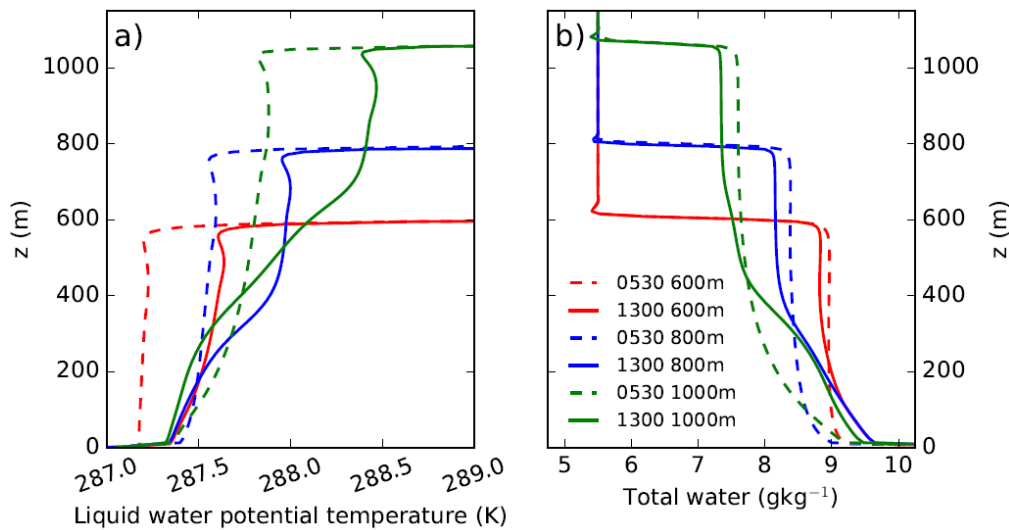 a)
1000
800
600
400
200
0
z (m)
287.0
287.5
288.0
288.5
289.0
Liquid water potential temperature (K)
b)
1000
800
600
400
200
0
z (m)
0530 600m
1300 600m
0530 800m
1300 800m
0530 1000m
1300 1000m
5
6
7
8
9
10
Total water (gkg⁻¹)